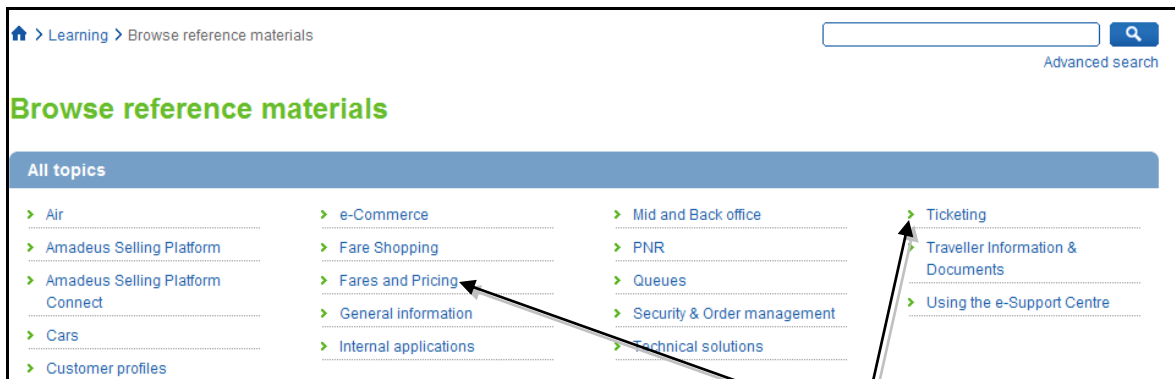 Learning > Browse reference materials
Advanced search
Browse reference materials
All topics
Air
Amadeus Selling Platform
Amadeus Selling Platform
Connect
Cars
Customer profiles
e-Commerce
Fare Shopping
Fares and Pricing
General information
Internal applications
Mid and Back office
PNR
Queues
Security & Order management
Technical solutions
Ticketing
Traveller Information &
Documents
Using the e-Support Centre